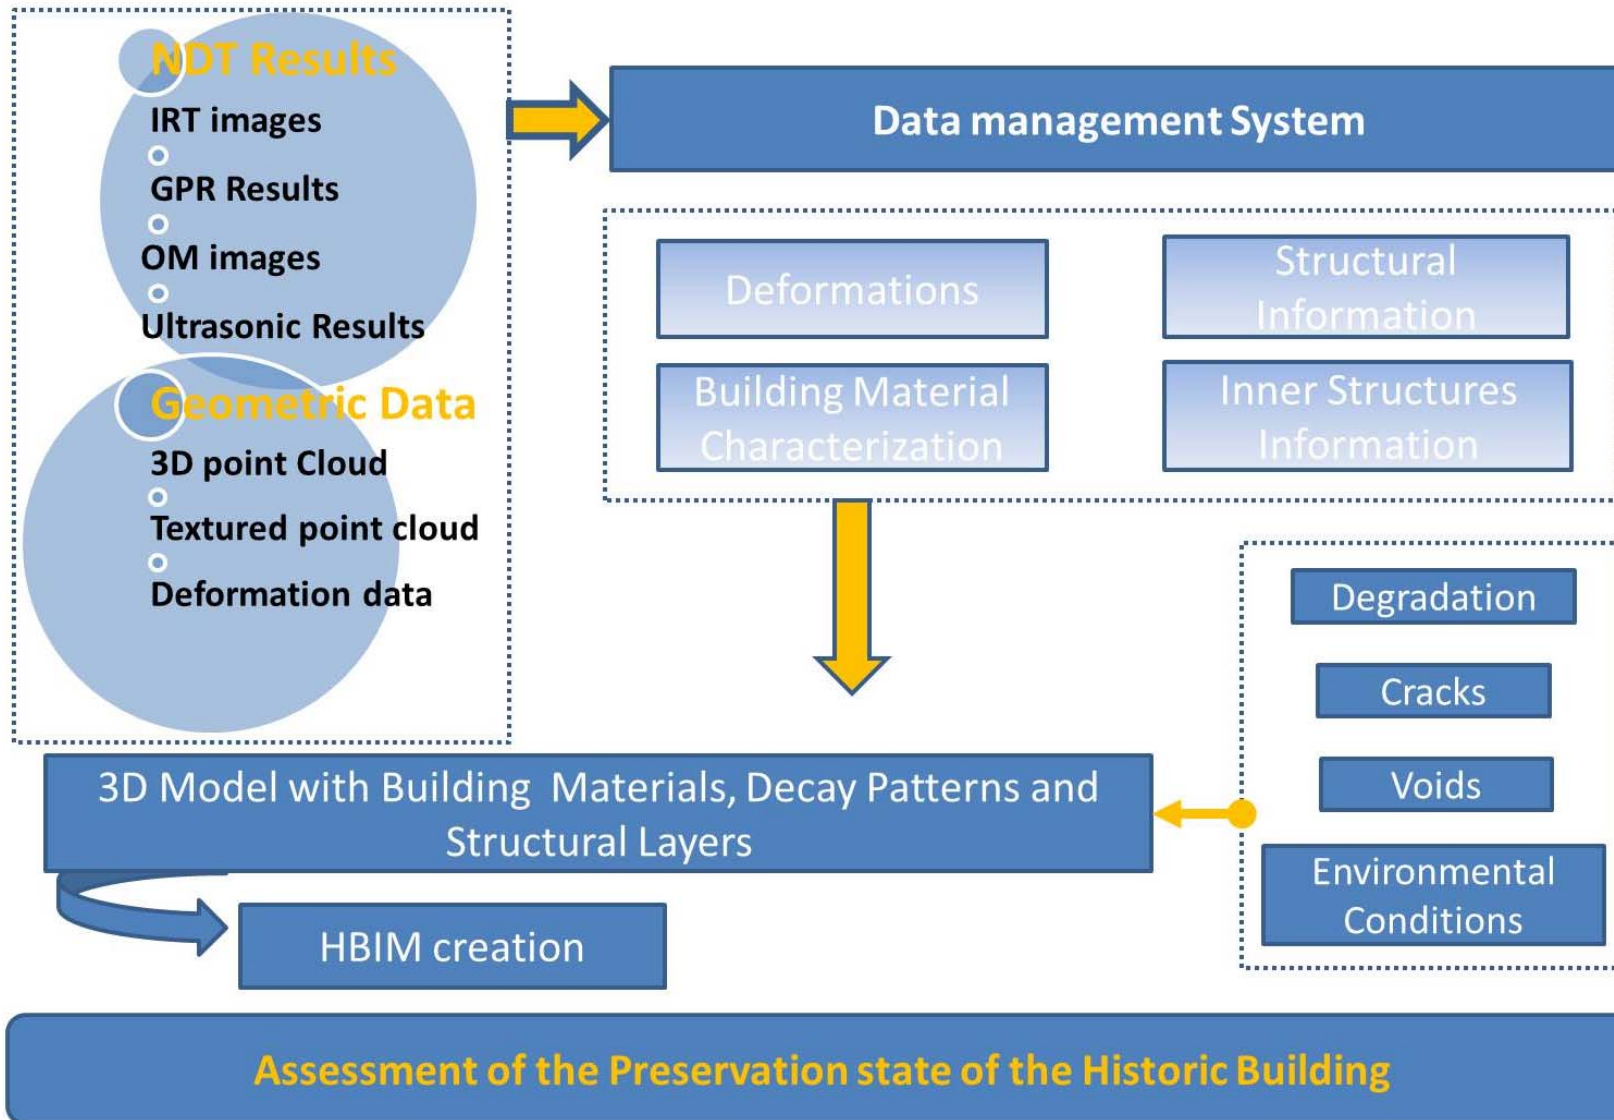 NDT Results
IRT images
GPR Results
OM images
Ultrasonic Results
Geometric Data
3D point Cloud
Textured point cloud
Deformation data
Data management System
Deformations
Structural
Information
Building Material
Characterization
Inner Structures
Information
Degradation
Cracks
Voids
Environmental
Conditions
3D Model with Building  Materials, Decay Patterns and
Structural Layers
HBIM creation
Assessment of the Preservation state of the Historic Building